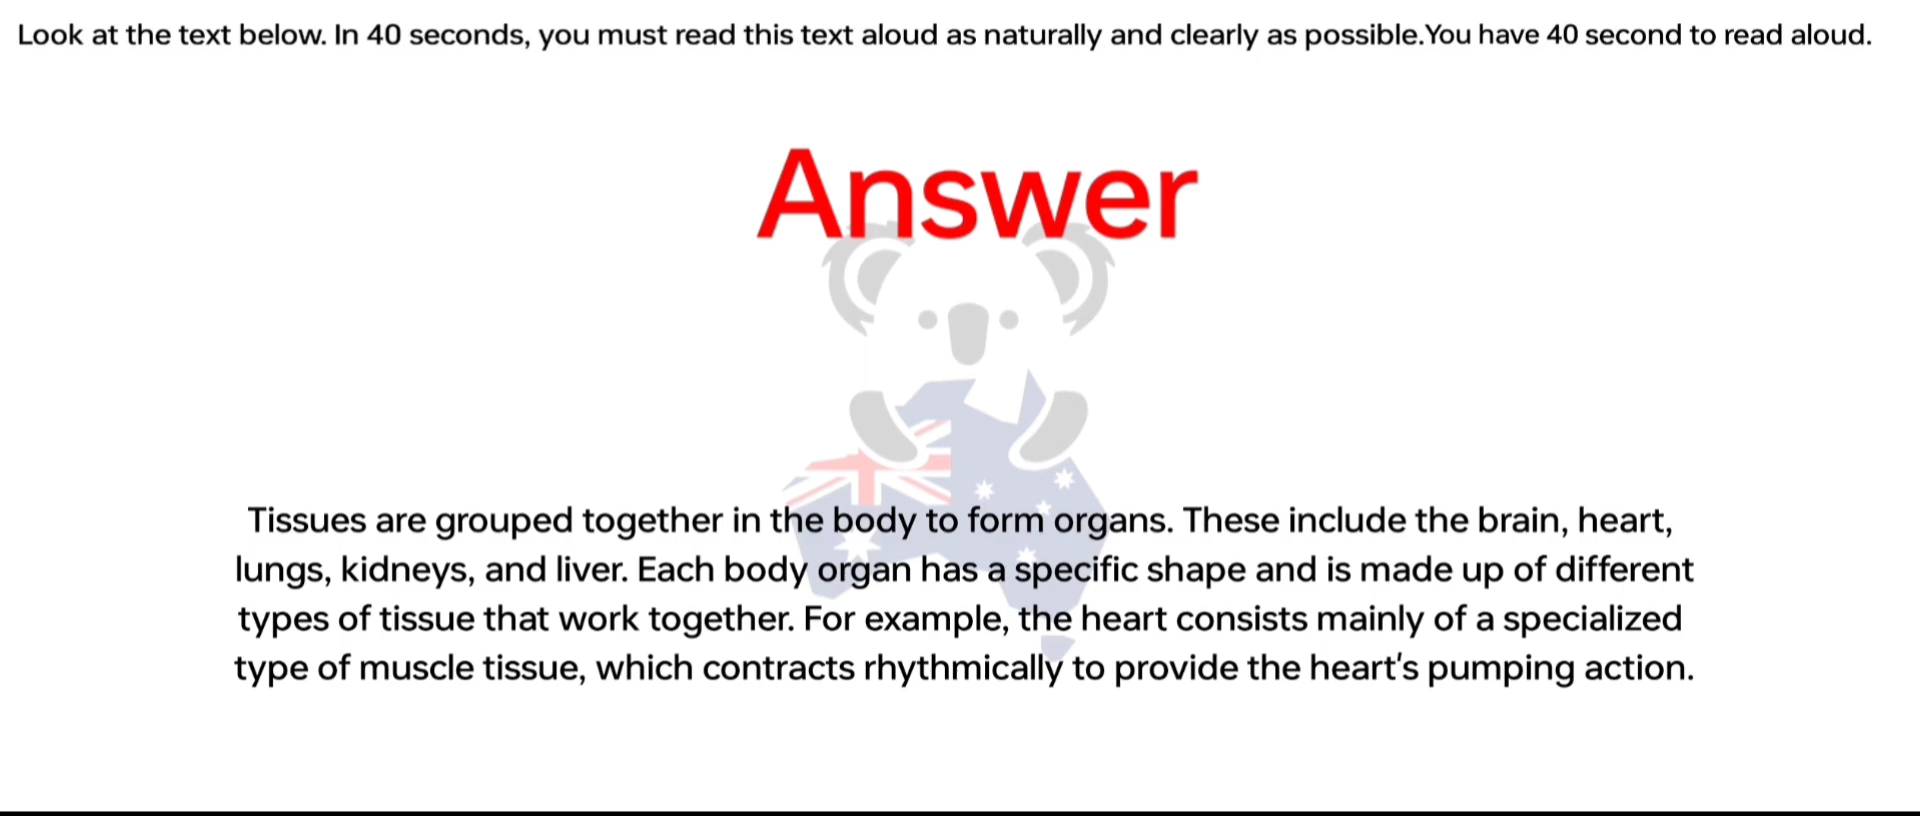 Look at the text below. In 40 seconds, you must read this text aloud as naturally and clearly as possible.You have 40 second to read aloud.
Answer
Tissues are grouped together in the body to form organs. These include the brain, heart,
lungs, kidneys, and liver. Each body organ has a specific shape and is made up of different
types of tissue that work together. For example, the heart consists mainly of a specialized
type of muscle tissue, which contracts rhythmically to provide the heart's pumping action.